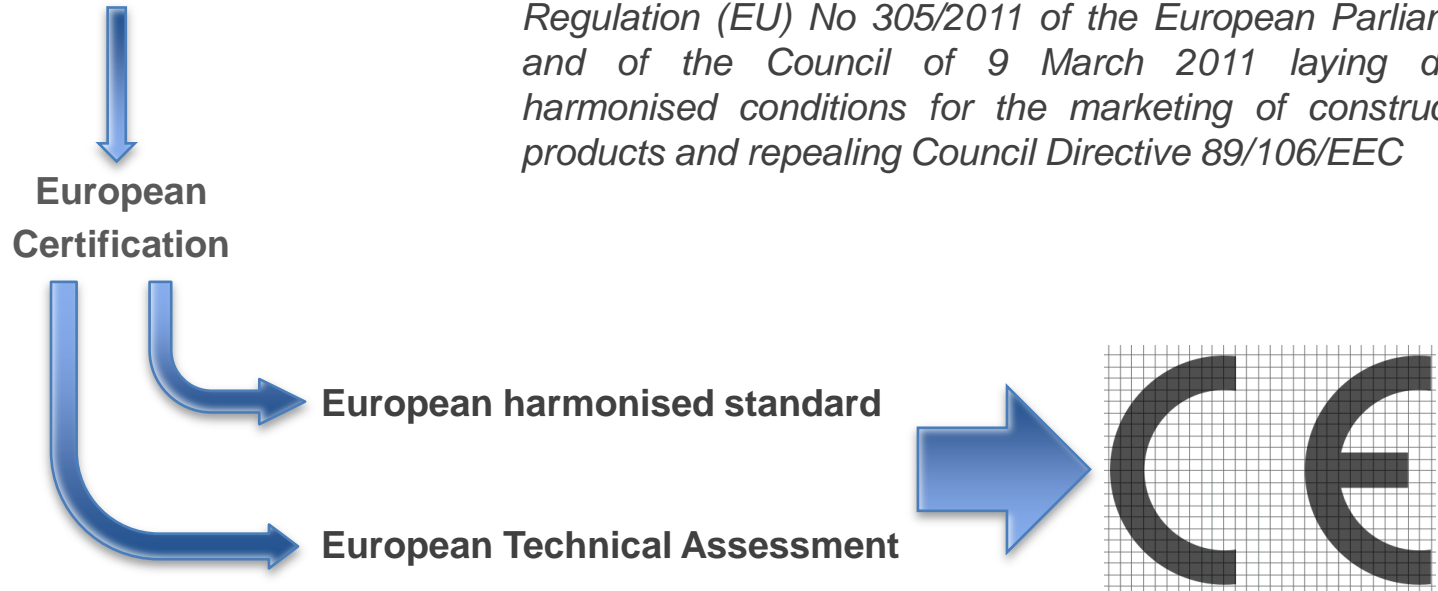 Regulation (EU) No 305/2011 of the European Parliam
and of the Council of 9 March 2011 laying d
harmonised conditions for the marketing of construc
products and repealing Council Directive 89/106/EEC
European
Certification
European harmonised standard
European Technical Assessment
CE